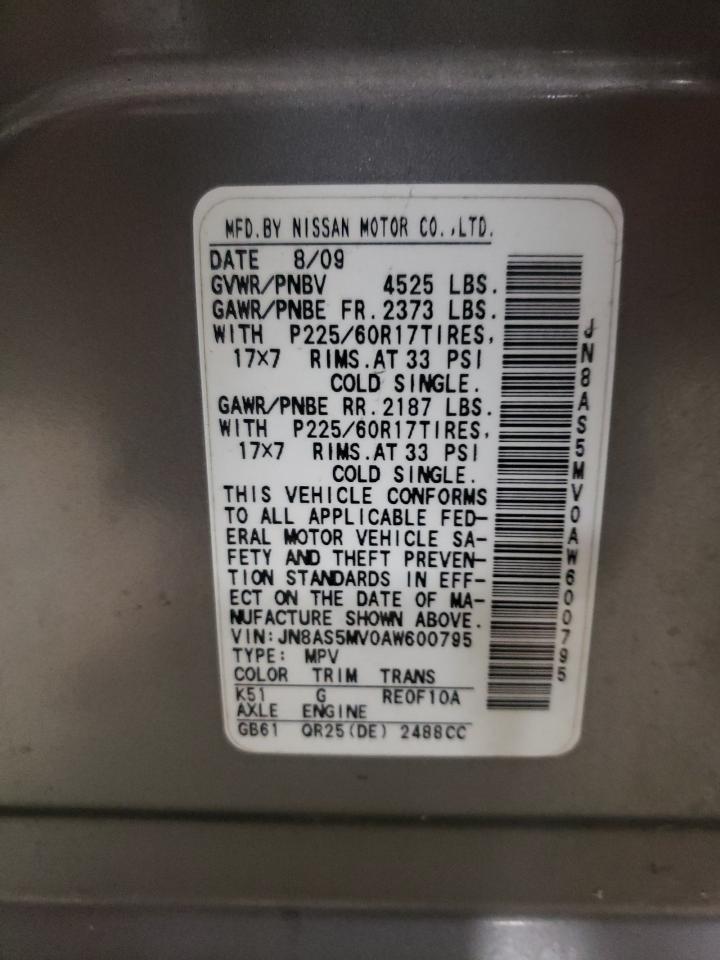 MFD.BY NISSAN MOTOR CO.,LTD.
DATE 8/09
GVWR/PNBV 4525 LBS.
GAWR/PNBE FR.2373 LBS.
WITH P225/60R17TIRES,
17×7 RIMS.AT 33 PSI
COLD SINGLE.
GAWR/PNBE RR.2187 LBS.
WITH P225/60R17TIRES,
17×7 RIMS.AT 33 PSI
COLD SINGLE.
THIS VEHICLE CONFORMS
TO ALL APPLICABLE FED-
ERAL MOTOR VEHICLE SA-
FETY AND THEFT PREVEN-
TION STANDARDS IN EFF-
ECT ON THE DATE OF MA-
NUFACTURE SHOWN ABOVE.
VIN:JN8AS5MV0AW600795
TYPE: MPV
COLOR TRIM TRANS
K51 G RE0F10A
AXLE ENGINE
GB61 QR25(DE) 2488CC
JN8AS5MV0AW600795